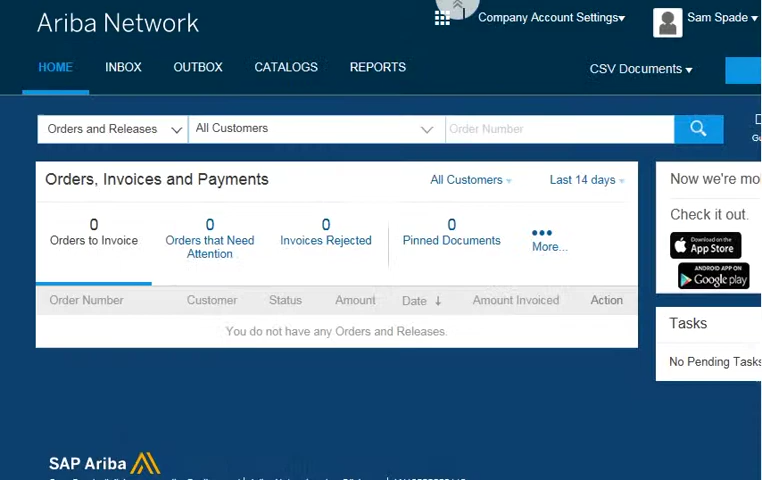 Ariba Network
Company Account Settings
Sam Spade
HOME INBOX OUTBOX CATALOGS REPORTS
CSV Documents
Orders and Releases All Customers Order Number
Orders, Invoices and Payments All Customers Last 14 days
Now we're mo
Check it out.
0 0 0 0
Orders to Invoice Orders that Need Attention Invoices Rejected Pinned Documents More...
Download on the
App Store
ANDROID APP ON
Google play
Order Number Customer Status Amount Date ↓ Amount Invoiced Action
You do not have any Orders and Releases.
Tasks
No Pending Tasks
SAP Ariba